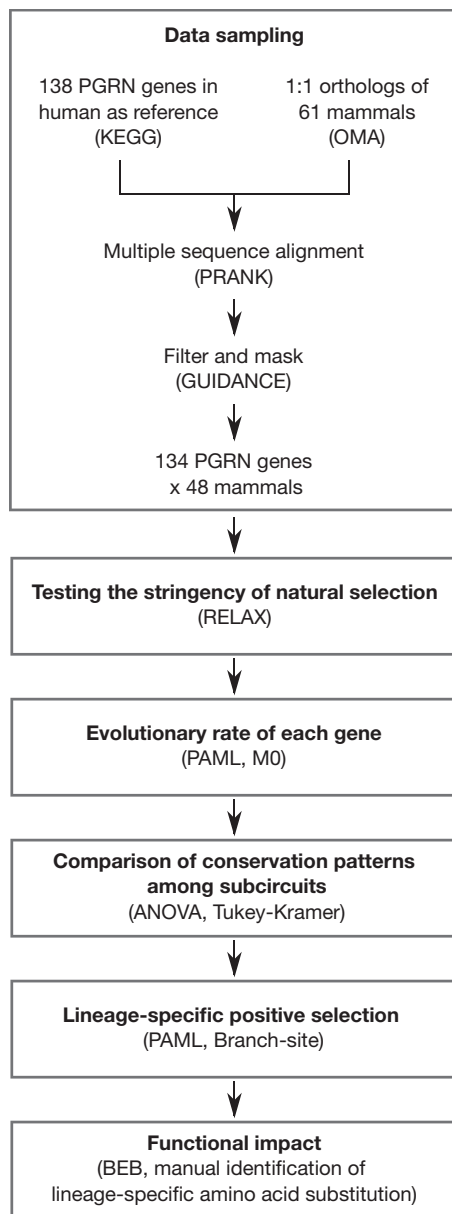 Data sampling
138 PGRN genes in
human as reference
(KEGG)
1:1 orthologs of
61 mammals
(OMA)
Multiple sequence alignment
(PRANK)
Filter and mask
(GUIDANCE)
134 PGRN genes
x 48 mammals
Testing the stringency of natural selection
(RELAX)
Evolutionary rate of each gene
(PAML, M0)
Comparison of conservation patterns
among subcircuits
(ANOVA, Tukey-Kramer)
Lineage-specific positive selection
(PAML, Branch-site)
Functional impact
(BEB, manual identification of
lineage-specific amino acid substitution)